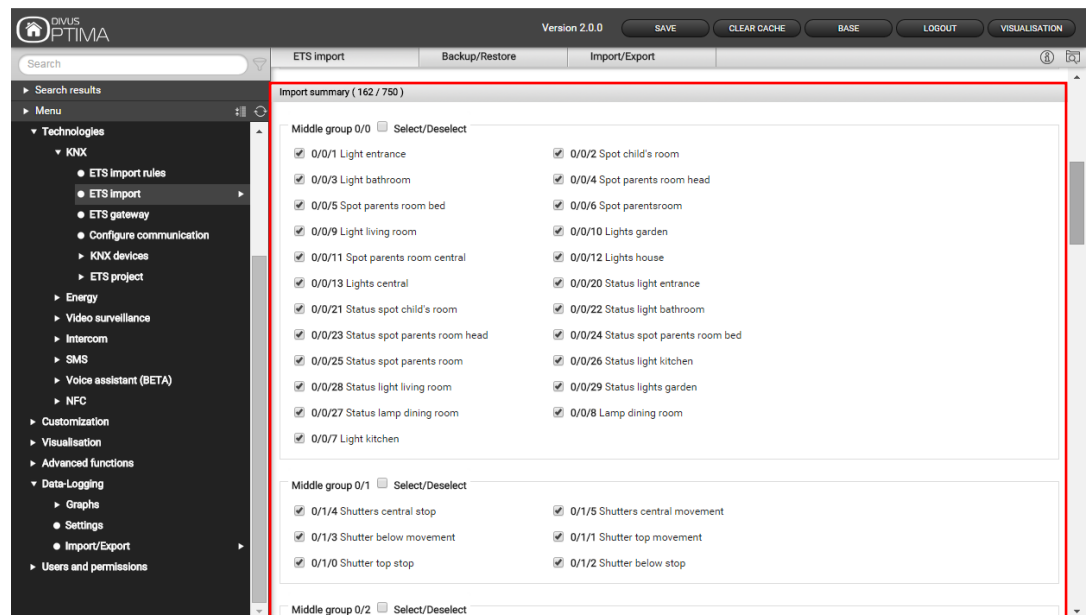 DIVUS
OPTIMA
Version 2.0.0
SAVE
CLEAR CACHE
BASE
LOGOUT
VISUALISATION
Search
Search results
Menu
Technologies
KNX
ETS import rules
ETS import
ETS gateway
Configure communication
KNX devices
ETS project
Energy
Video surveillance
Intercom
SMS
Voice assistant (BETA)
NFC
Customization
Visualisation
Advanced functions
Data-Logging
Graphs
Settings
Import/Export
Users and permissions
ETS import
Backup/Restore
Import/Export
Import summary ( 162 / 750 )
Middle group 0/0 Select/Deselect
0/0/1 Light entrance
0/0/2 Spot child's room
0/0/3 Light bathroom
0/0/4 Spot parents room head
0/0/5 Spot parents room bed
0/0/6 Spot parentsroom
0/0/9 Light living room
0/0/10 Lights garden
0/0/11 Spot parents room central
0/0/12 Lights house
0/0/13 Lights central
0/0/20 Status light entrance
0/0/21 Status spot child's room
0/0/22 Status light bathroom
0/0/23 Status spot parents room head
0/0/24 Status spot parents room bed
0/0/25 Status spot parents room
0/0/26 Status light kitchen
0/0/28 Status light living room
0/0/29 Status lights garden
0/0/27 Status lamp dining room
0/0/8 Lamp dining room
0/0/7 Light kitchen
Middle group 0/1 Select/Deselect
0/1/4 Shutters central stop
0/1/5 Shutters central movement
0/1/3 Shutter below movement
0/1/1 Shutter top movement
0/1/0 Shutter top stop
0/1/2 Shutter below stop
Middle group 0/2 Select/Deselect